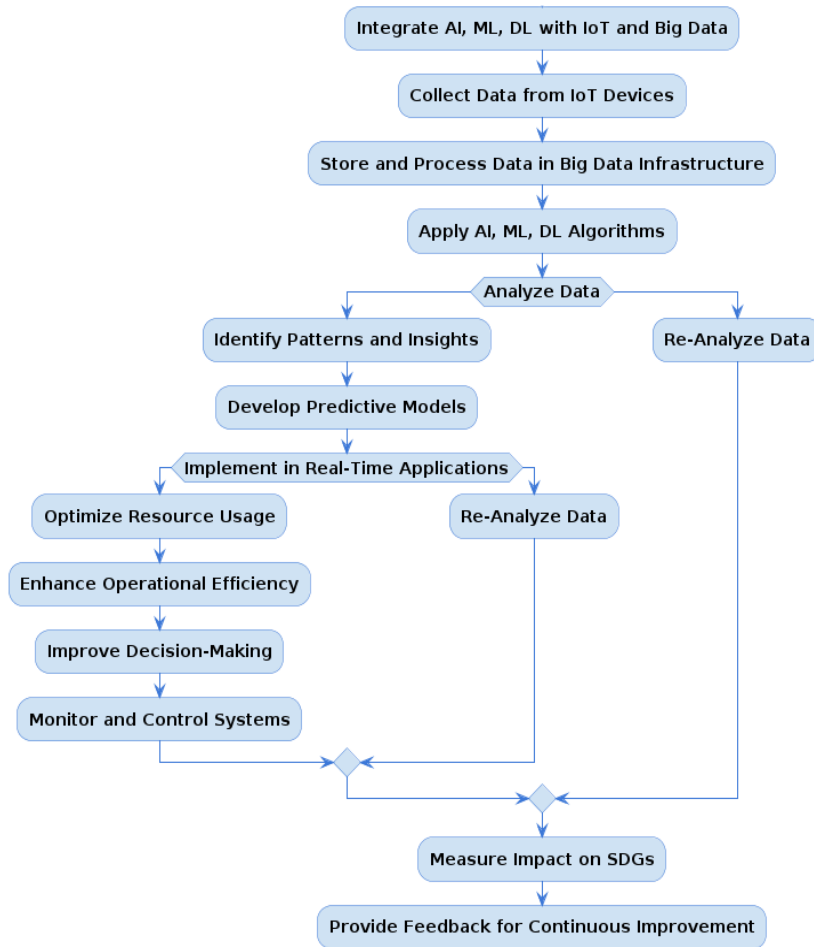 Integrate AI, ML, DL with IoT and Big Data
Collect Data from IoT Devices
Store and Process Data in Big Data Infrastructure
Apply AI, ML, DL Algorithms
Analyze Data
Identify Patterns and Insights
Re-Analyze Data
Develop Predictive Models
Implement in Real-Time Applications
Optimize Resource Usage
Re-Analyze Data
Enhance Operational Efficiency
Improve Decision-Making
Monitor and Control Systems
Measure Impact on SDGs
Provide Feedback for Continuous Improvement